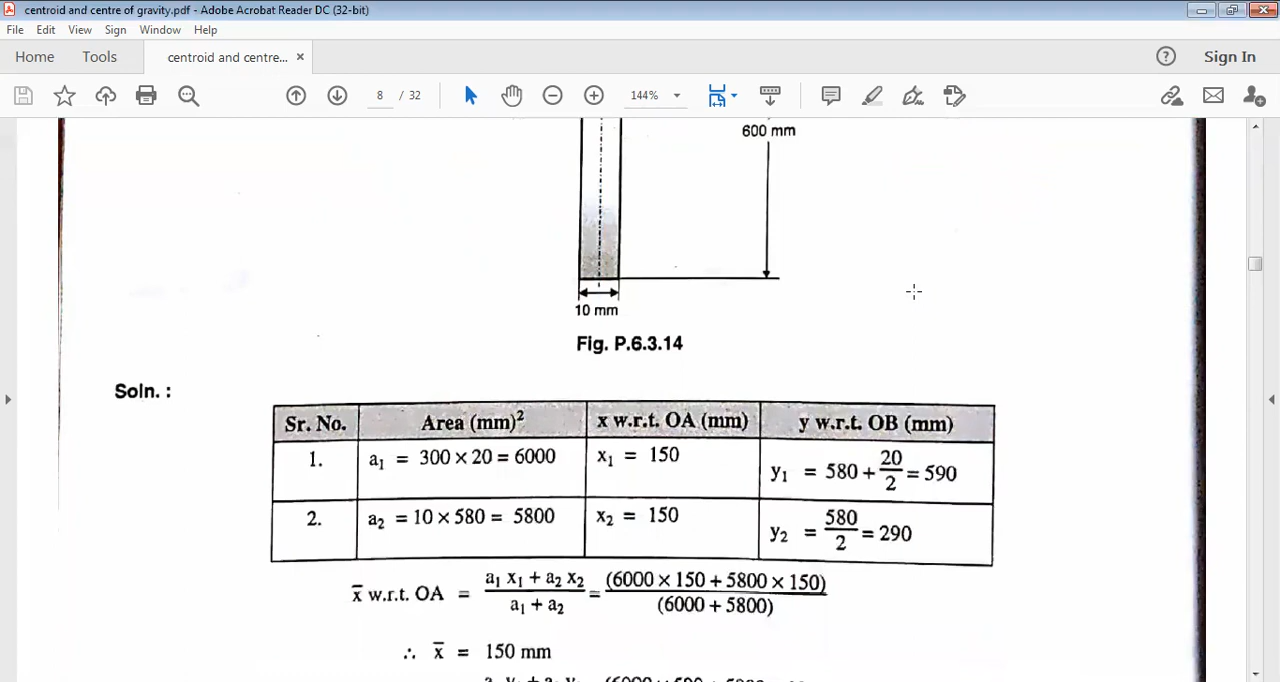 centroid and centre of gravity.pdf - Adobe Acrobat Reader DC (32-bit)
File Edit View Sign Window Help
Home Tools centroid and centre... × ? Sign In
8 / 32 144%
600 mm
10 mm
Fig. P.6.3.14
Soln. :
Sr. No. Area (mm)² x w.r.t. OA (mm) y w.r.t. OB (mm)
1. a₁ = 300 × 20 = 6000 x₁ = 150 y₁ = 580 + 20/2 = 590
2. a₂ = 10 × 580 = 5800 x₂ = 150 y₂ = 580/2 = 290
x̄ w.r.t. OA = a₁ x₁ + a₂ x₂ / a₁ + a₂ = (6000 × 150 + 5800 × 150) / (6000 + 5800)
∴ x̄ = 150 mm